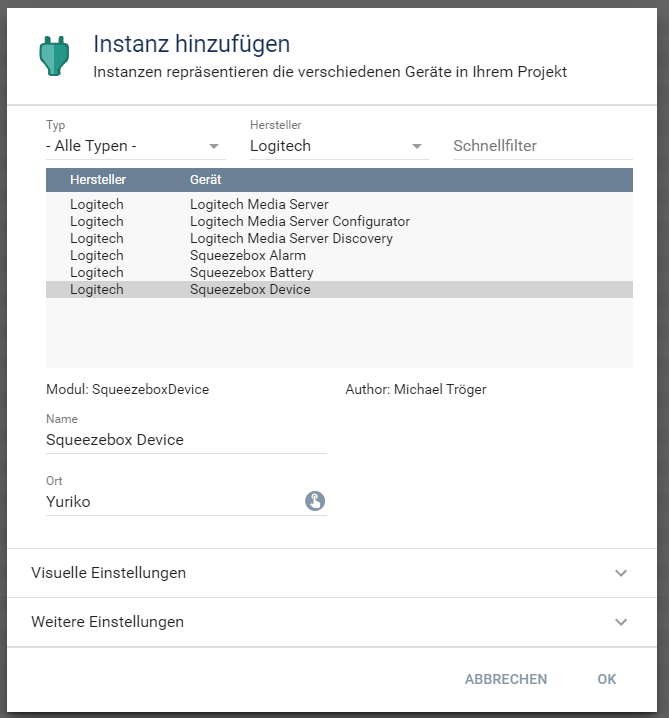 Instanz hinzufügen
Instanzen repräsentieren die verschiedenen Geräte in Ihrem Projekt
Typ Hersteller
- Alle Typen - Logitech Schnellfilter
Hersteller Gerät
Logitech Logitech Media Server
Logitech Logitech Media Server Configurator
Logitech Logitech Media Server Discovery
Logitech Squeezebox Alarm
Logitech Squeezebox Battery
Logitech Squeezebox Device
Modul: SqueezeboxDevice Author: Michael Tröger
Name
Squeezebox Device
Ort
Yuriko
Visuelle Einstellungen
Weitere Einstellungen
ABBRECHEN OK